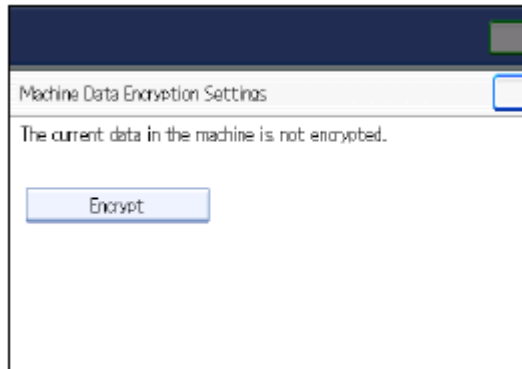 Machine Data Encryption Settings
The current data in the machine is not encrypted.
Encrypt